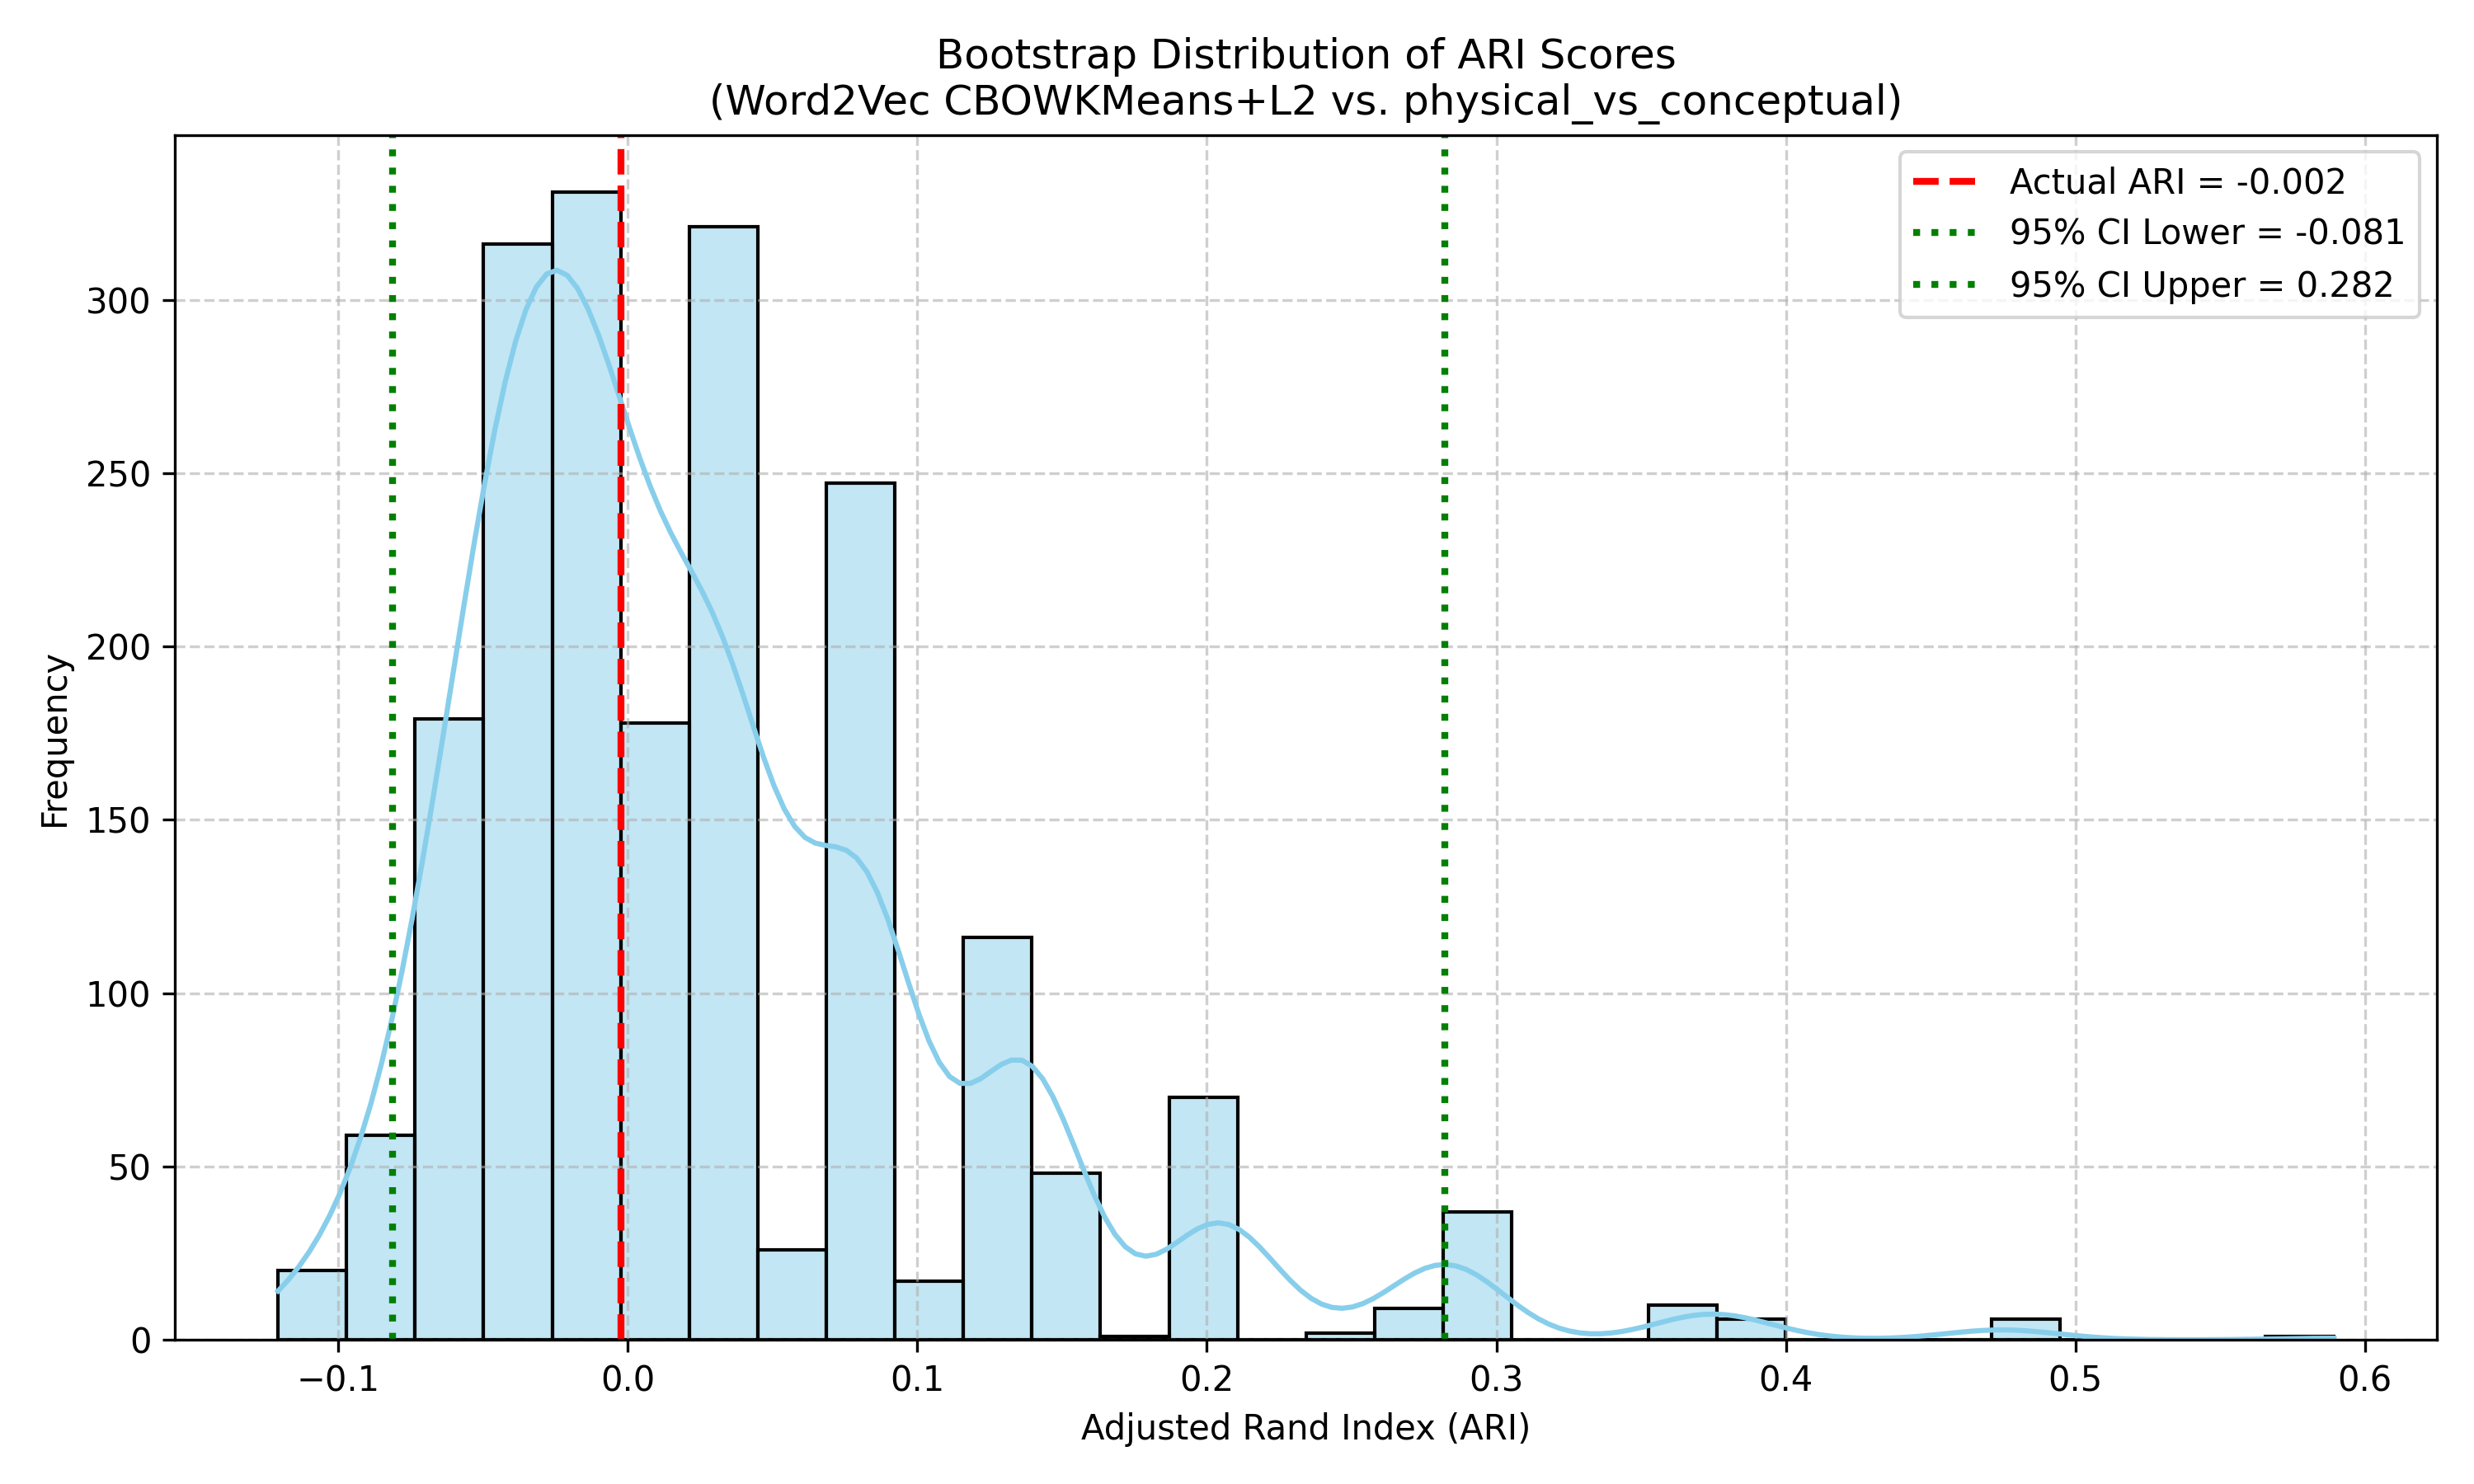 Bootstrap Distribution of ARI Scores
(Word2Vec CBOWKMeans+L2 vs. physical_vs_conceptual)
Actual ARI = -0.002
95% CI Lower = -0.081
95% CI Upper = 0.282
Frequency
300
250
200
150
100
50
0
−0.1 0.0 0.1 0.2 0.3 0.4 0.5 0.6
Adjusted Rand Index (ARI)